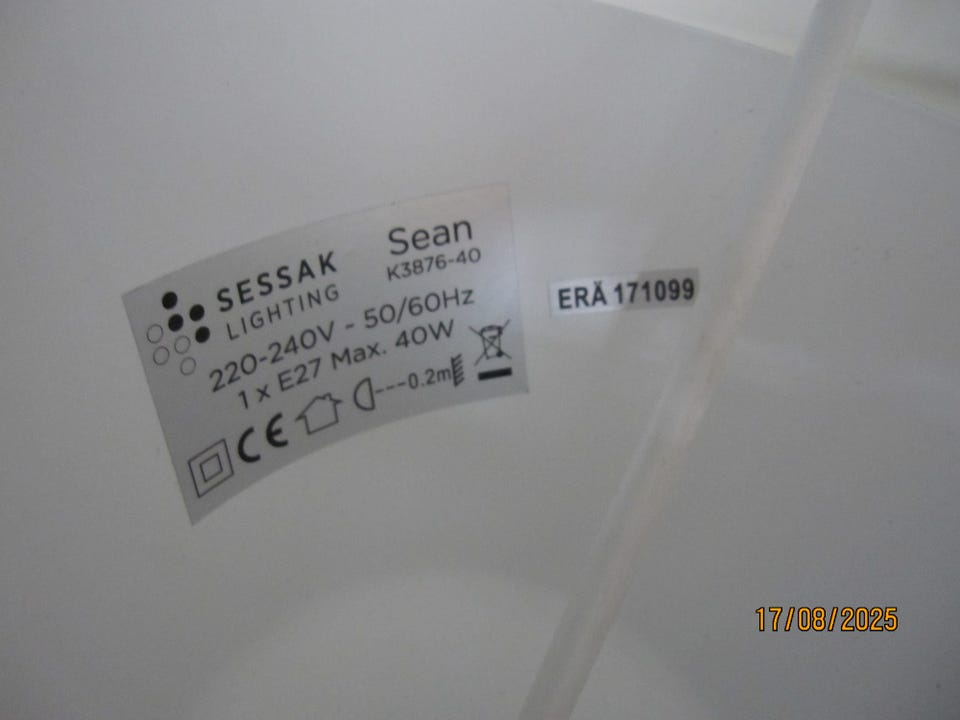 SESSAK
LIGHTING
Sean
K3876-40
220-240V ~ 50/60Hz
1 x E27 Max. 40W
CE
---0.2m
ERÄ 171099
17/08/2025